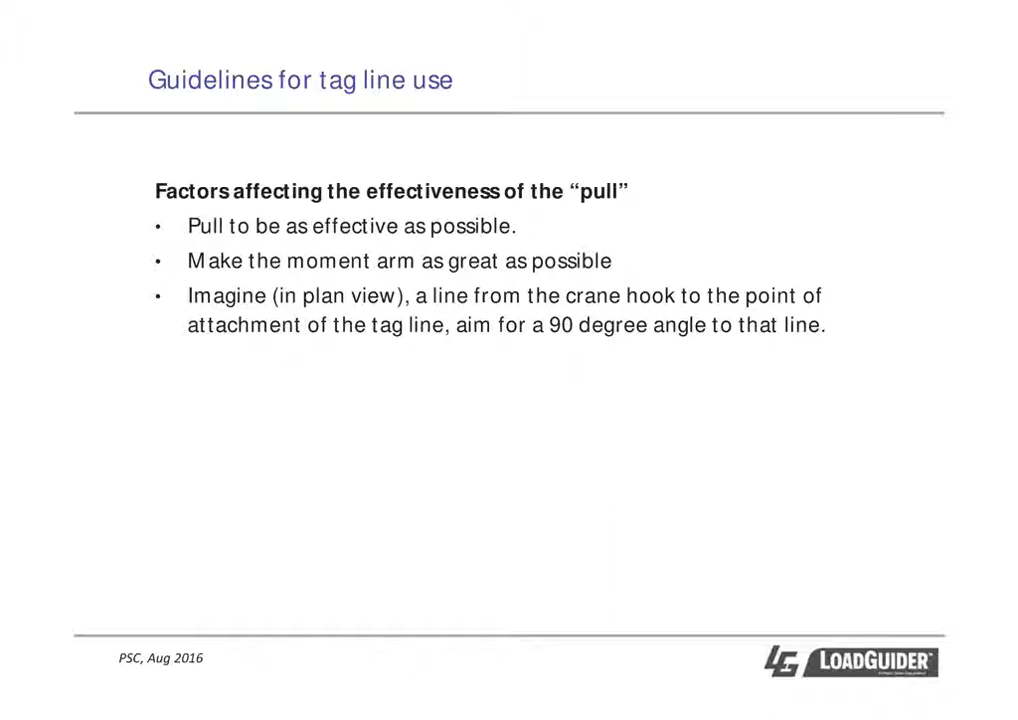 Guidelines for tag line use
Factors affecting the effectiveness of the “pull”
• Pull to be as effective as possible.
• Make the moment arm as great as possible
• Imagine (in plan view), a line from the crane hook to the point of
attachment of the tag line, aim for a 90 degree angle to that line.
PSC, Aug 2016
LG LOADGUIDER™